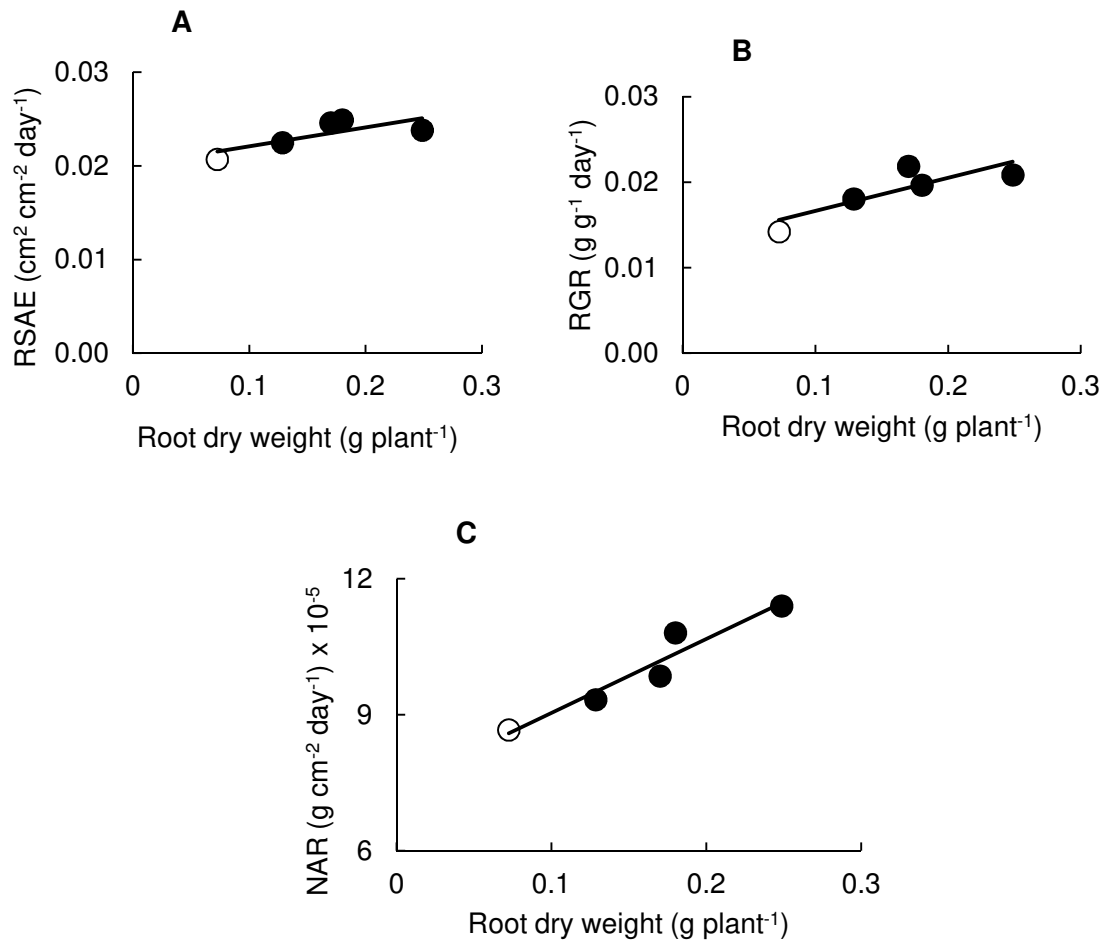 A
RSAE (cm² cm⁻² day⁻¹)
0.03
0.02
0.01
0.00
0 0.1 0.2 0.3
Root dry weight (g plant⁻¹)
B
RGR (g g⁻¹ day⁻¹)
0.03
0.02
0.01
0.00
0 0.1 0.2 0.3
Root dry weight (g plant⁻¹)
C
NAR (g cm⁻² day⁻¹) x 10⁻⁵
12
9
6
0 0.1 0.2 0.3
Root dry weight (g plant⁻¹)